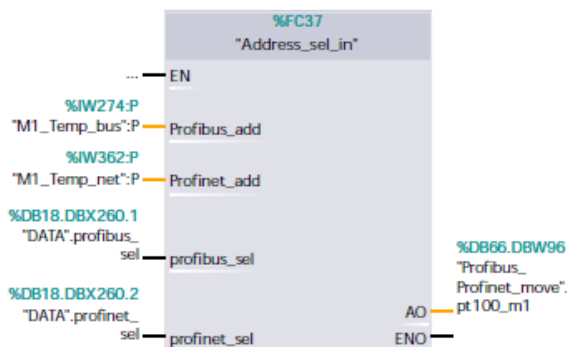 %FC37
"Address_sel_in"
... EN
%IW274:P
"M1_Temp_bus":P Profibus_add
%IW362:P
"M1_Temp_net":P Profinet_add
%DB18.DBX260.1
"DATA".profibus_
sel profibus_sel
%DB18.DBX260.2
"DATA".profinet_
sel profinet_sel
%DB66.DBW96
"Profibus_
Profinet_move".
AO pt100_m1
ENO